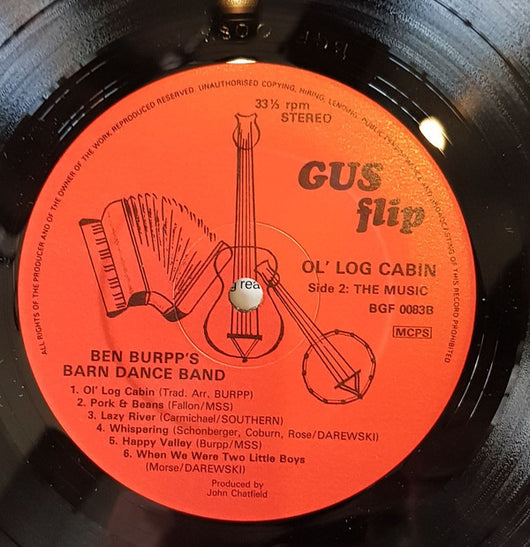 ALL RIGHTS OF THE PRODUCER AND OF THE OWNER OF THE WORK REPRODUCED RESERVED. UNAUTHORISED COPYING, HIRING, LENDING, PUBLIC PERFORMANCE AND BROADCASTING OF THIS RECORD PROHIBITED
33⅓ rpm
STEREO
GUS
flip
OL' LOG CABIN
Side 2: THE MUSIC
BGF 0083B
MCPS
g rea
BEN BURPP'S
BARN DANCE BAND
1. Ol' Log Cabin (Trad. Arr. BURPP)
2. Pork & Beans (Fallon/MSS)
3. Lazy River (Carmichael/SOUTHERN)
4. Whispering (Schonberger, Coburn, Rose/DAREWSKI)
5. Happy Valley (Burpp/MSS)
6. When We Were Two Little Boys
(Morse/DAREWSKI)
Produced by
John Chatfield